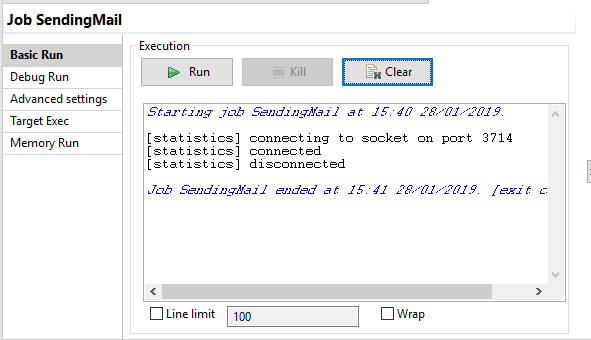 Job SendingMail
Basic Run
Debug Run
Advanced settings
Target Exec
Memory Run
Execution
Run
Kill
Clear
Starting job SendingMail at 15:40 28/01/2019.
[statistics] connecting to socket on port 3714
[statistics] connected
[statistics] disconnected
Job SendingMail ended at 15:41 28/01/2019. [exit c
Line limit
100
Wrap